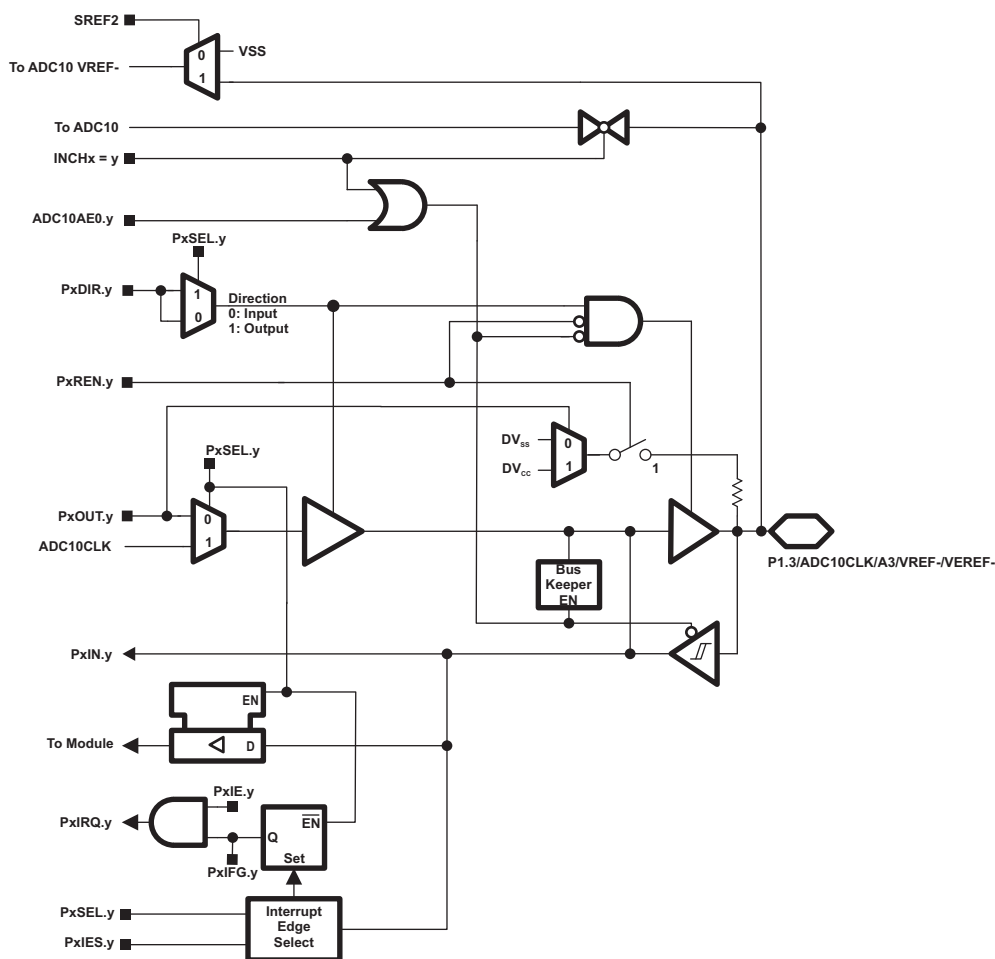 SREF2
0
VSS
To ADC10 VREF-
1
To ADC10
INCHx = y
ADC10AE0.y
PxSEL.y
PxDIR.y
1
0
Direction
0: Input
1: Output
PxREN.y
DVSS
0
DVCC
1
1
PxSEL.y
PxOUT.y
0
ADC10CLK
1
Bus
Keeper
EN
P1.3/ADC10CLK/A3/VREF-/VEREF-
PxIN.y
EN
To Module
D
PxIE.y
PxIRQ.y
EN
Q
Set
PxIFG.y
PxSEL.y
PxIES.y
Interrupt
Edge
Select